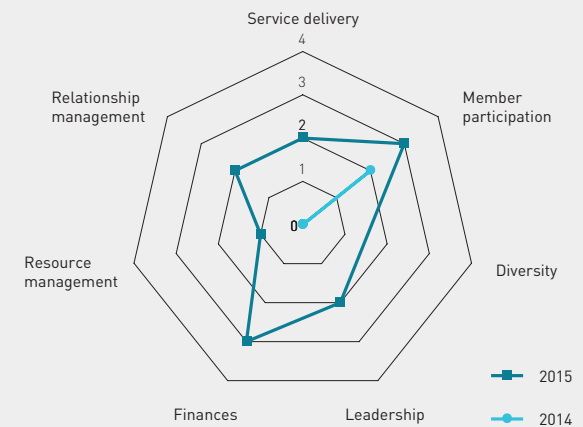 Service delivery
4
3
2
1
0
Relationship
management
Member
participation
Resource
management
Diversity
Finances
Leadership
2015
2014